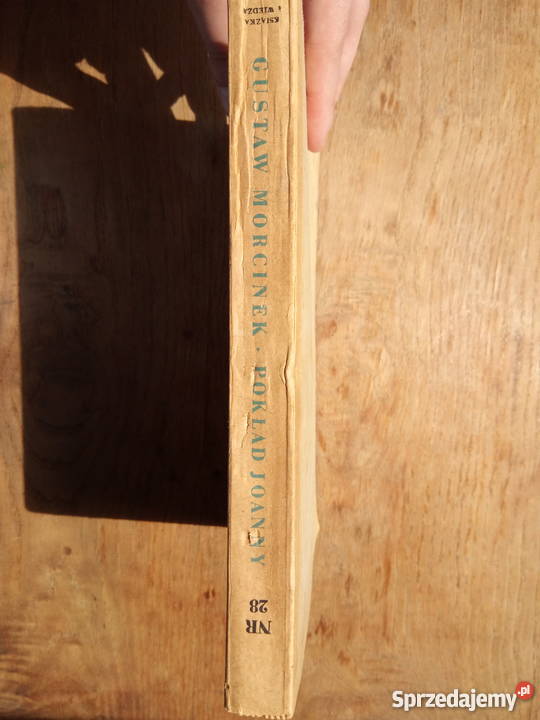 KSIĄŻKA
i WIEDZA
GUSTAW MORCINEK · POKŁAD JOANNY
NR
28
Sprzedajemy.pl